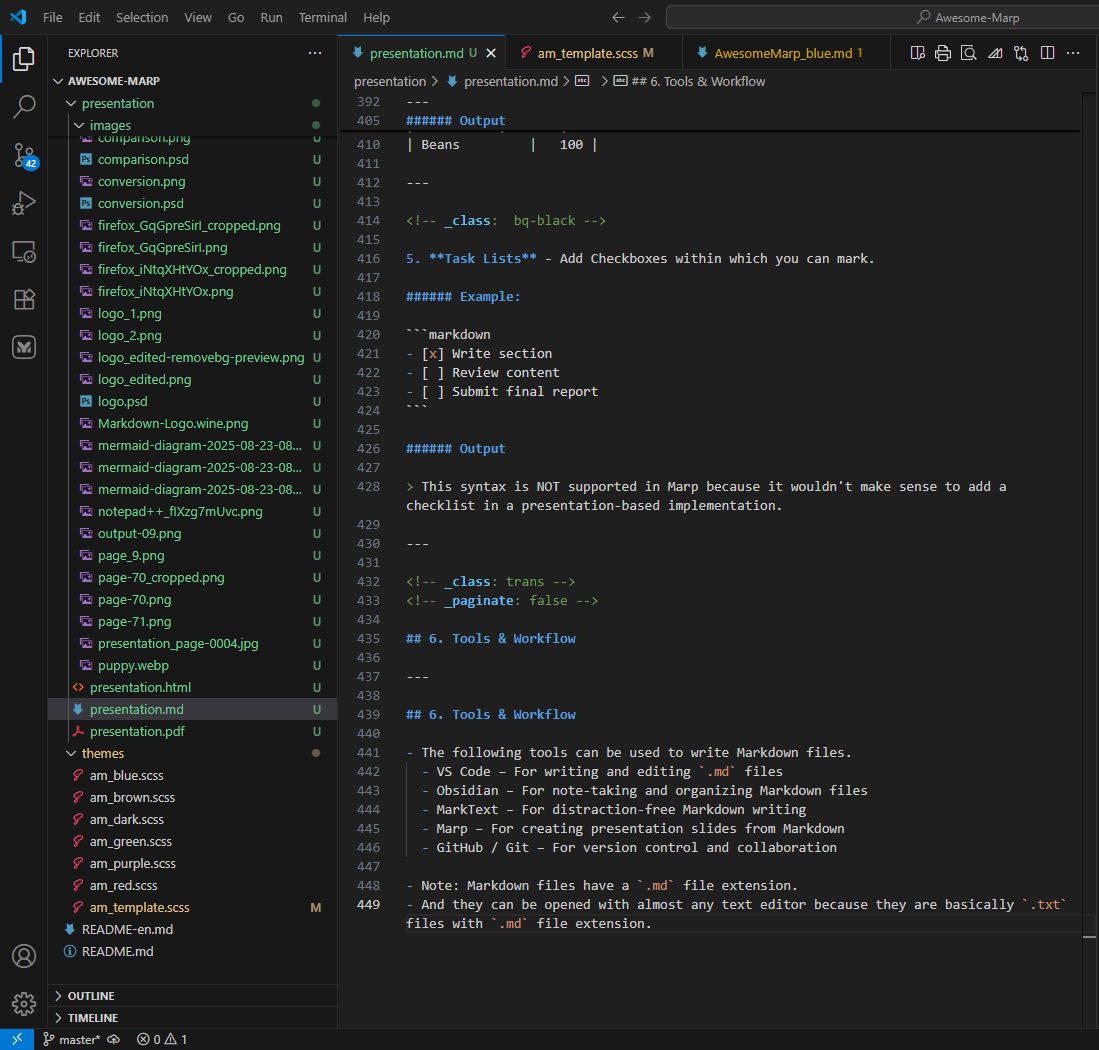 File Edit Selection View Go Run Terminal Help
Awesome-Marp
EXPLORER
AWESOME-MARP
presentation
images
comparison.png U
comparison.psd U
conversion.png U
conversion.psd U
firefox_GqGpreSirI_cropped.png U
firefox_GqGpreSirI.png U
firefox_iNtqXHtYOx_cropped.png U
firefox_iNtqXHtYOx.png U
logo_1.png U
logo_2.png U
logo_edited-removebg-preview.png U
logo_edited.png U
logo.psd U
Markdown-Logo.wine.png U
mermaid-diagram-2025-08-23-08... U
mermaid-diagram-2025-08-23-08... U
mermaid-diagram-2025-08-23-08... U
notepad++_fIXzg7mUvc.png U
output-09.png U
page_9.png U
page-70_cropped.png U
page-70.png U
page-71.png U
presentation_page-0004.jpg U
puppy.webp U
presentation.html U
presentation.md U
presentation.pdf U
themes
am_blue.scss
am_brown.scss
am_dark.scss
am_green.scss
am_purple.scss
am_red.scss
am_template.scss M
README-en.md
README.md
OUTLINE
TIMELINE
42
presentation.md U
am_template.scss M
AwesomeMarp_blue.md 1
presentation > presentation.md > abc > abc ## 6. Tools & Workflow
392 ---
405 ###### Output
410 | Beans | 100 |
411
412 ---
413
414 <!-- _class: bq-black -->
415
416 5. **Task Lists** - Add Checkboxes within which you can mark.
417
418 ###### Example:
419
420 ```markdown
421 - [x] Write section
422 - [ ] Review content
423 - [ ] Submit final report
424 ```
425
426 ###### Output
427
428 > This syntax is NOT supported in Marp because it wouldn't make sense to add a
checklist in a presentation-based implementation.
429
430 ---
431
432 <!-- _class: trans -->
433 <!-- _paginate: false -->
434
435 ## 6. Tools & Workflow
436
437 ---
438
439 ## 6. Tools & Workflow
440
441 - The following tools can be used to write Markdown files.
442 - VS Code – For writing and editing `.md` files
443 - Obsidian – For note-taking and organizing Markdown files
444 - MarkText – For distraction-free Markdown writing
445 - Marp – For creating presentation slides from Markdown
446 - GitHub / Git – For version control and collaboration
447
448 - Note: Markdown files have a `.md` file extension.
449 - And they can be opened with almost any text editor because they are basically `.txt`
files with `.md` file extension.
master* 0 1